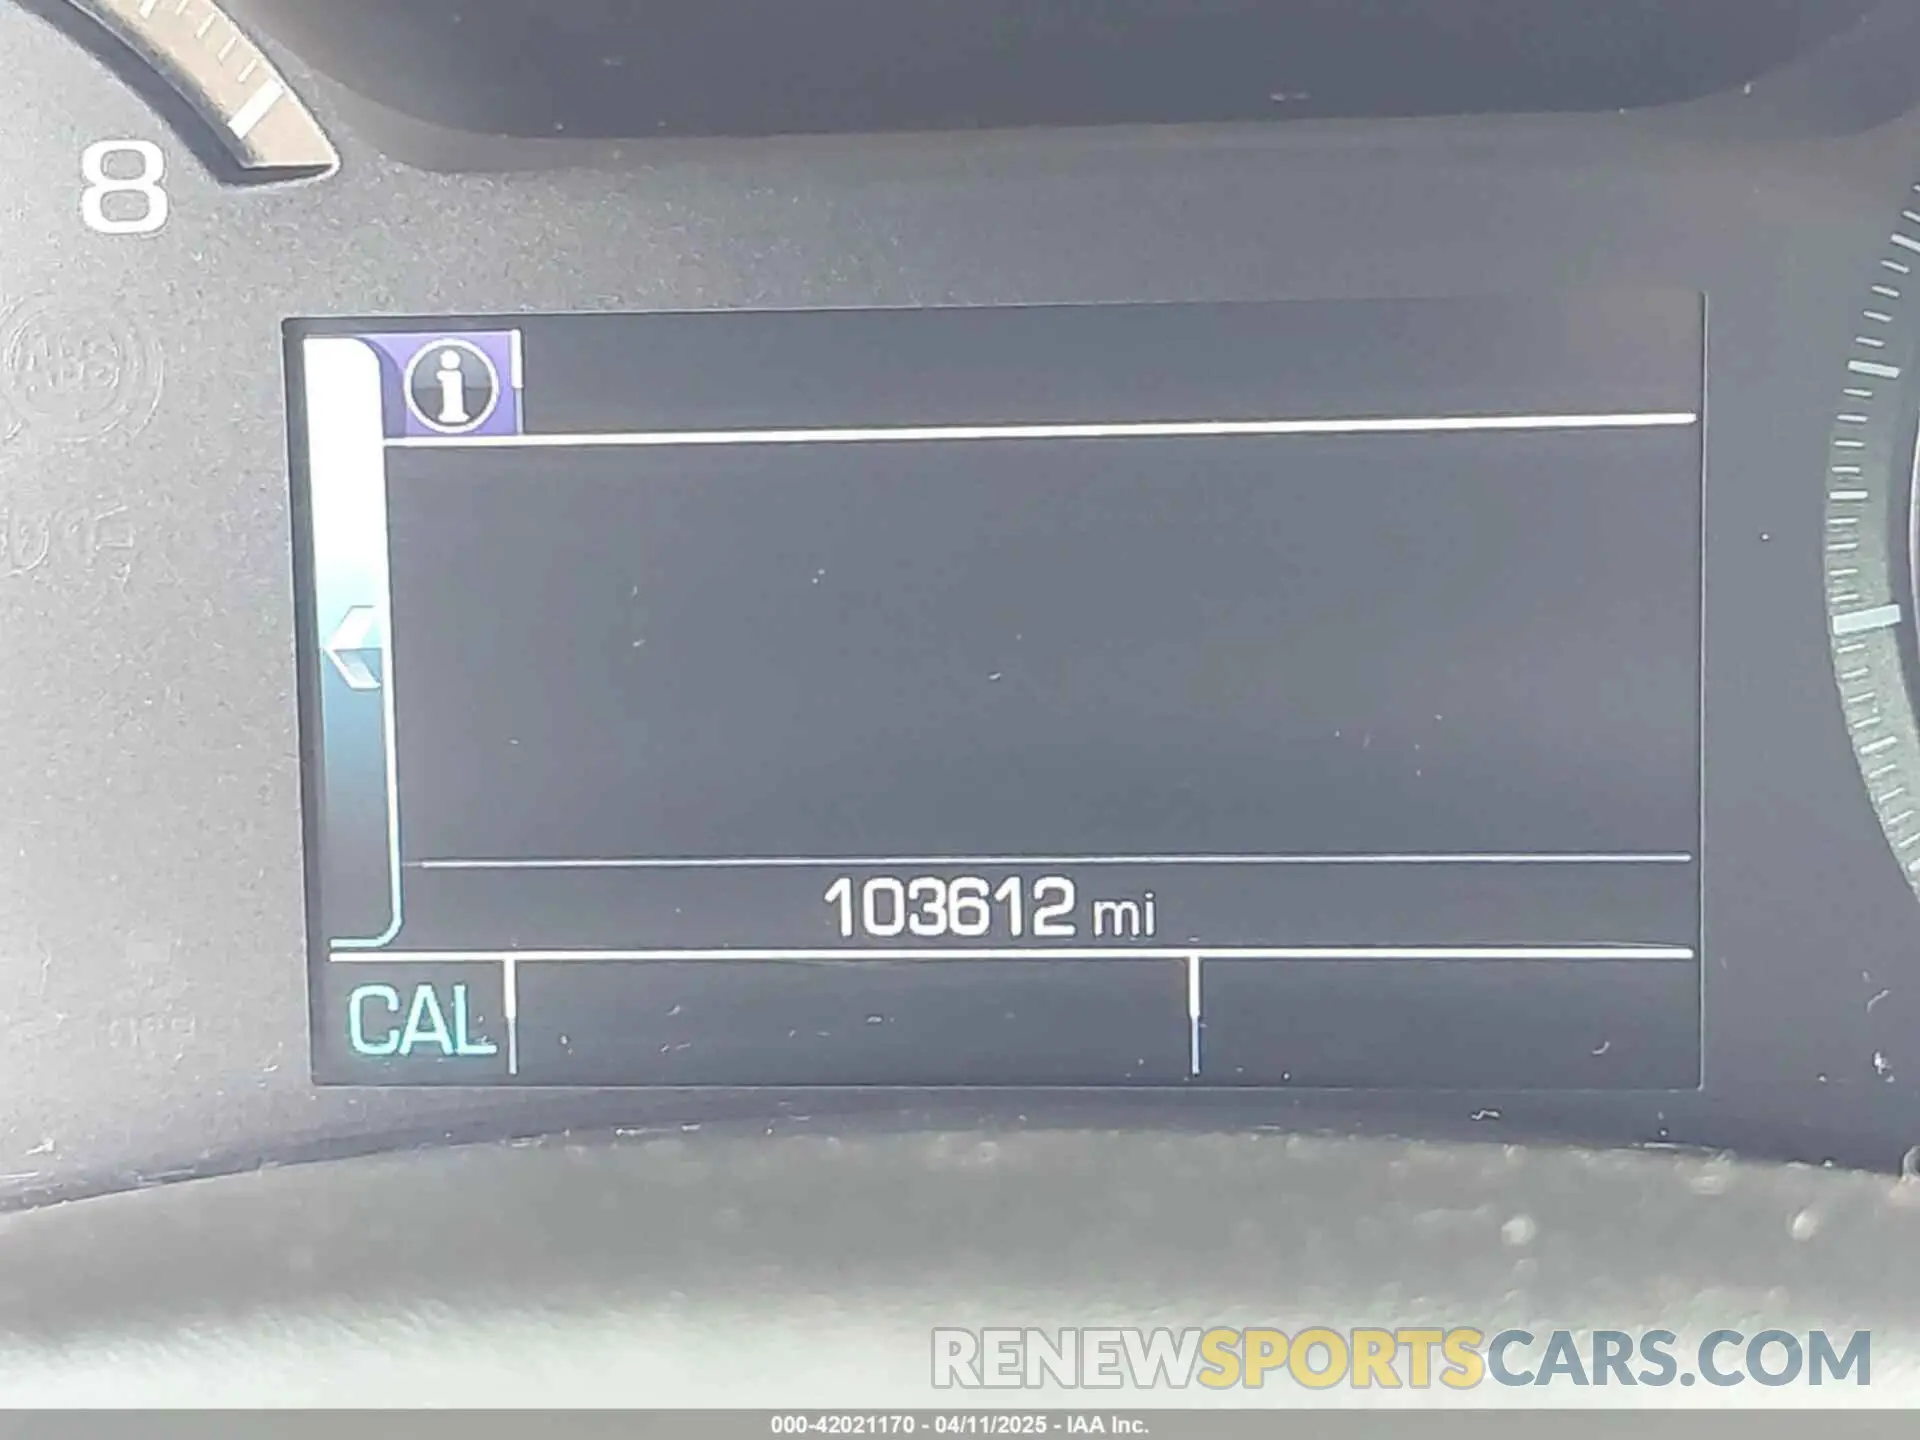 8
i
103612 mi
CAL
RENEWSPORTSCARS.COM
000-42021170 - 04/11/2025 - IAA Inc.